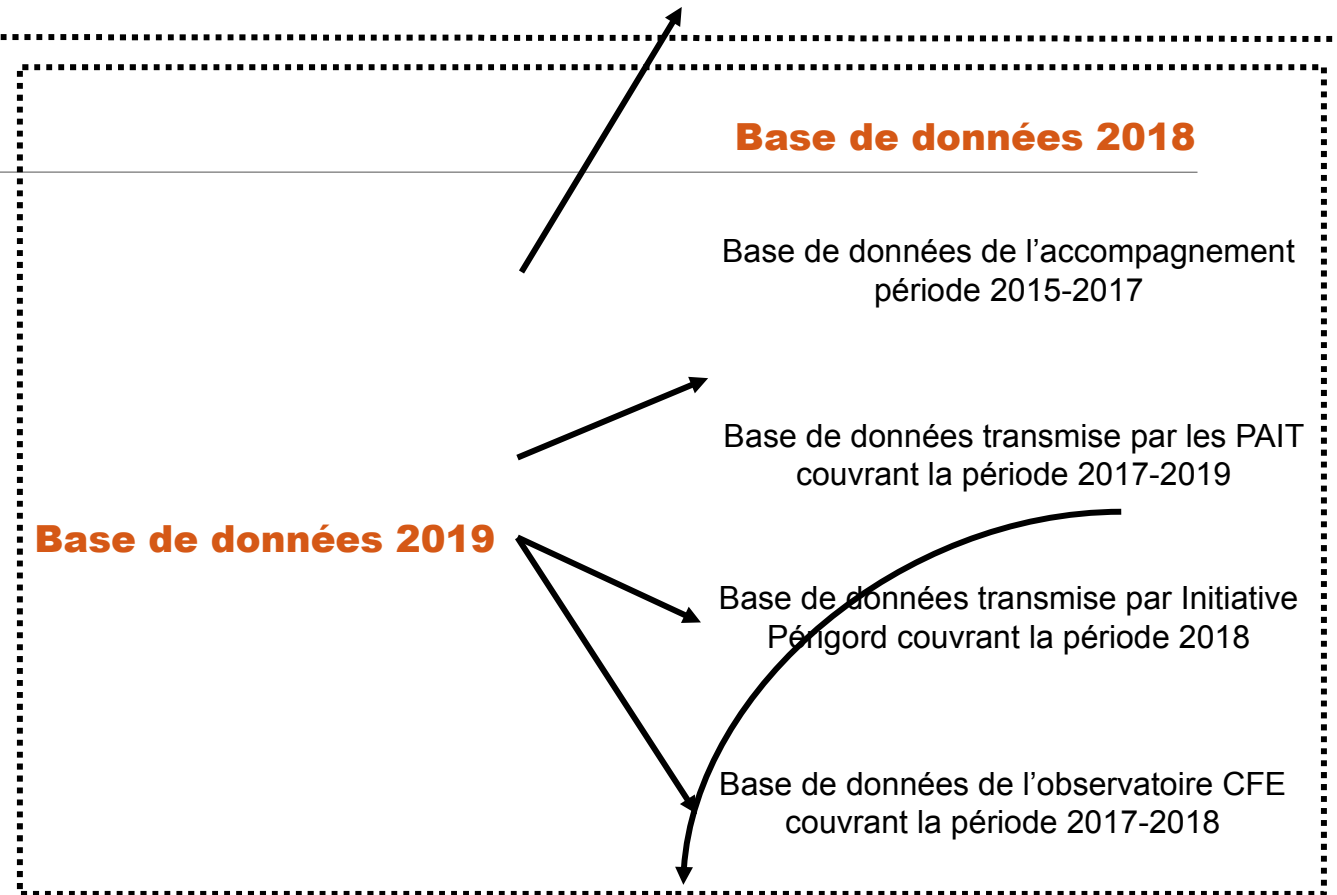 Base de données 2018
Base de données de l’accompagnement
période 2015-2017
Base de données transmise par les PAIT
couvrant la période 2017-2019
Base de données 2019
Base de données transmise par Initiative
Périgord couvrant la période 2018
Base de données de l’observatoire CFE
couvrant la période 2017-2018